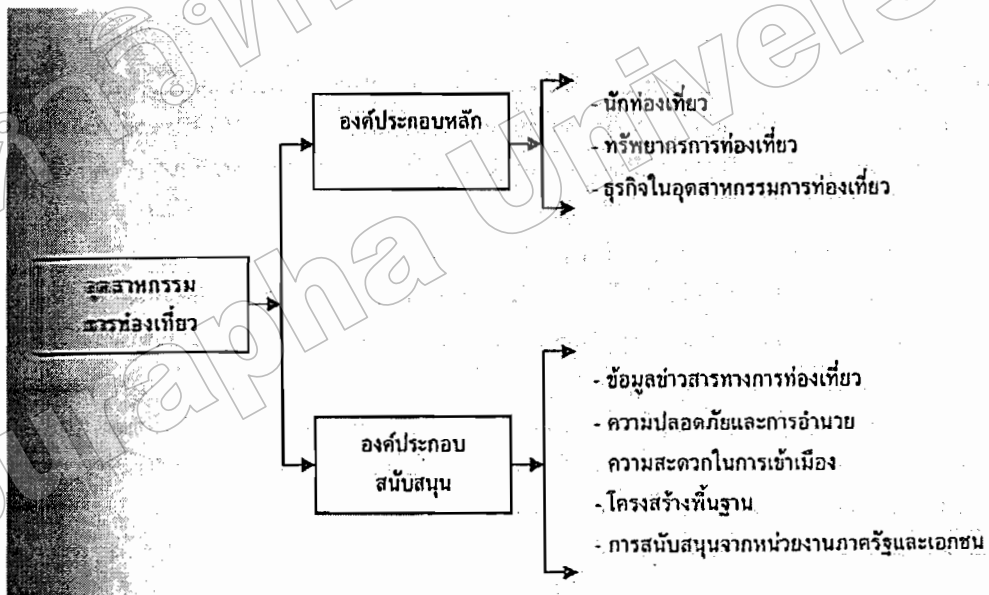 องค์ประกอบหลัก
- นักท่องเที่ยว
- ทรัพยากรการท่องเที่ยว
- ธุรกิจในอุตสาหกรรมการท่องเที่ยว
อุตสาหกรรม
การท่องเที่ยว
องค์ประกอบ
สนับสนุน
- ข้อมูลข่าวสารทางการท่องเที่ยว
- ความปลอดภัยและการอำนวย
ความสะดวกในการเข้าเมือง
- โครงสร้างพื้นฐาน
- การสนับสนุนจากหน่วยงานภาครัฐและเอกชน
Burapha University